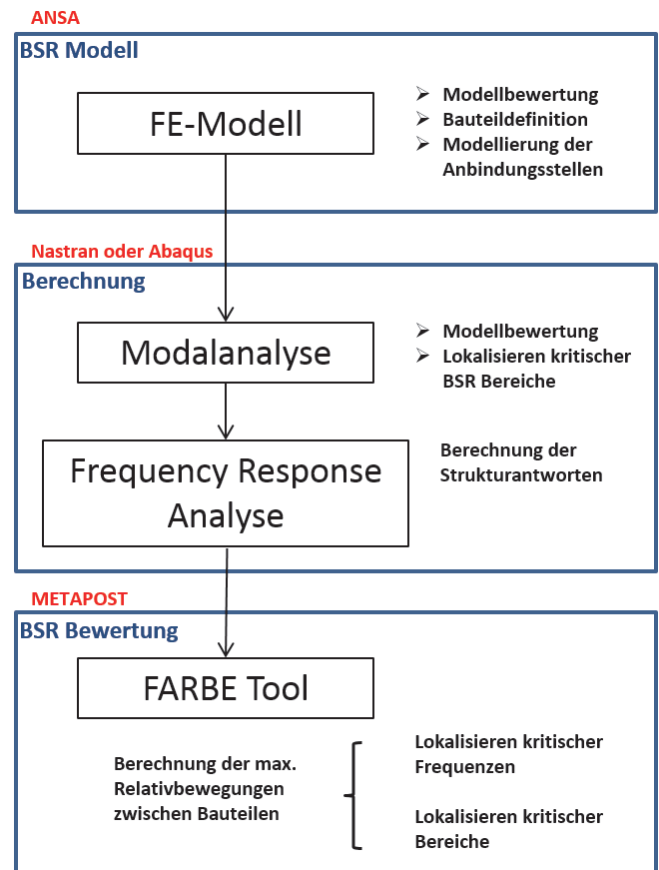 ANSA
BSR Modell
FE-Modell
➢ Modellbewertung
➢ Bauteildefinition
➢ Modellierung der
Anbindungsstellen
Nastran oder Abaqus
Berechnung
Modalanalyse
➢ Modellbewertung
➢ Lokalisieren kritischer
BSR Bereiche
Frequency Response
Analyse
Berechnung der
Strukturantworten
METAPOST
BSR Bewertung
FARBE Tool
Berechnung der max.
Relativbewegungen
zwischen Bauteilen
Lokalisieren kritischer
Frequenzen
Lokalisieren kritischer
Bereiche